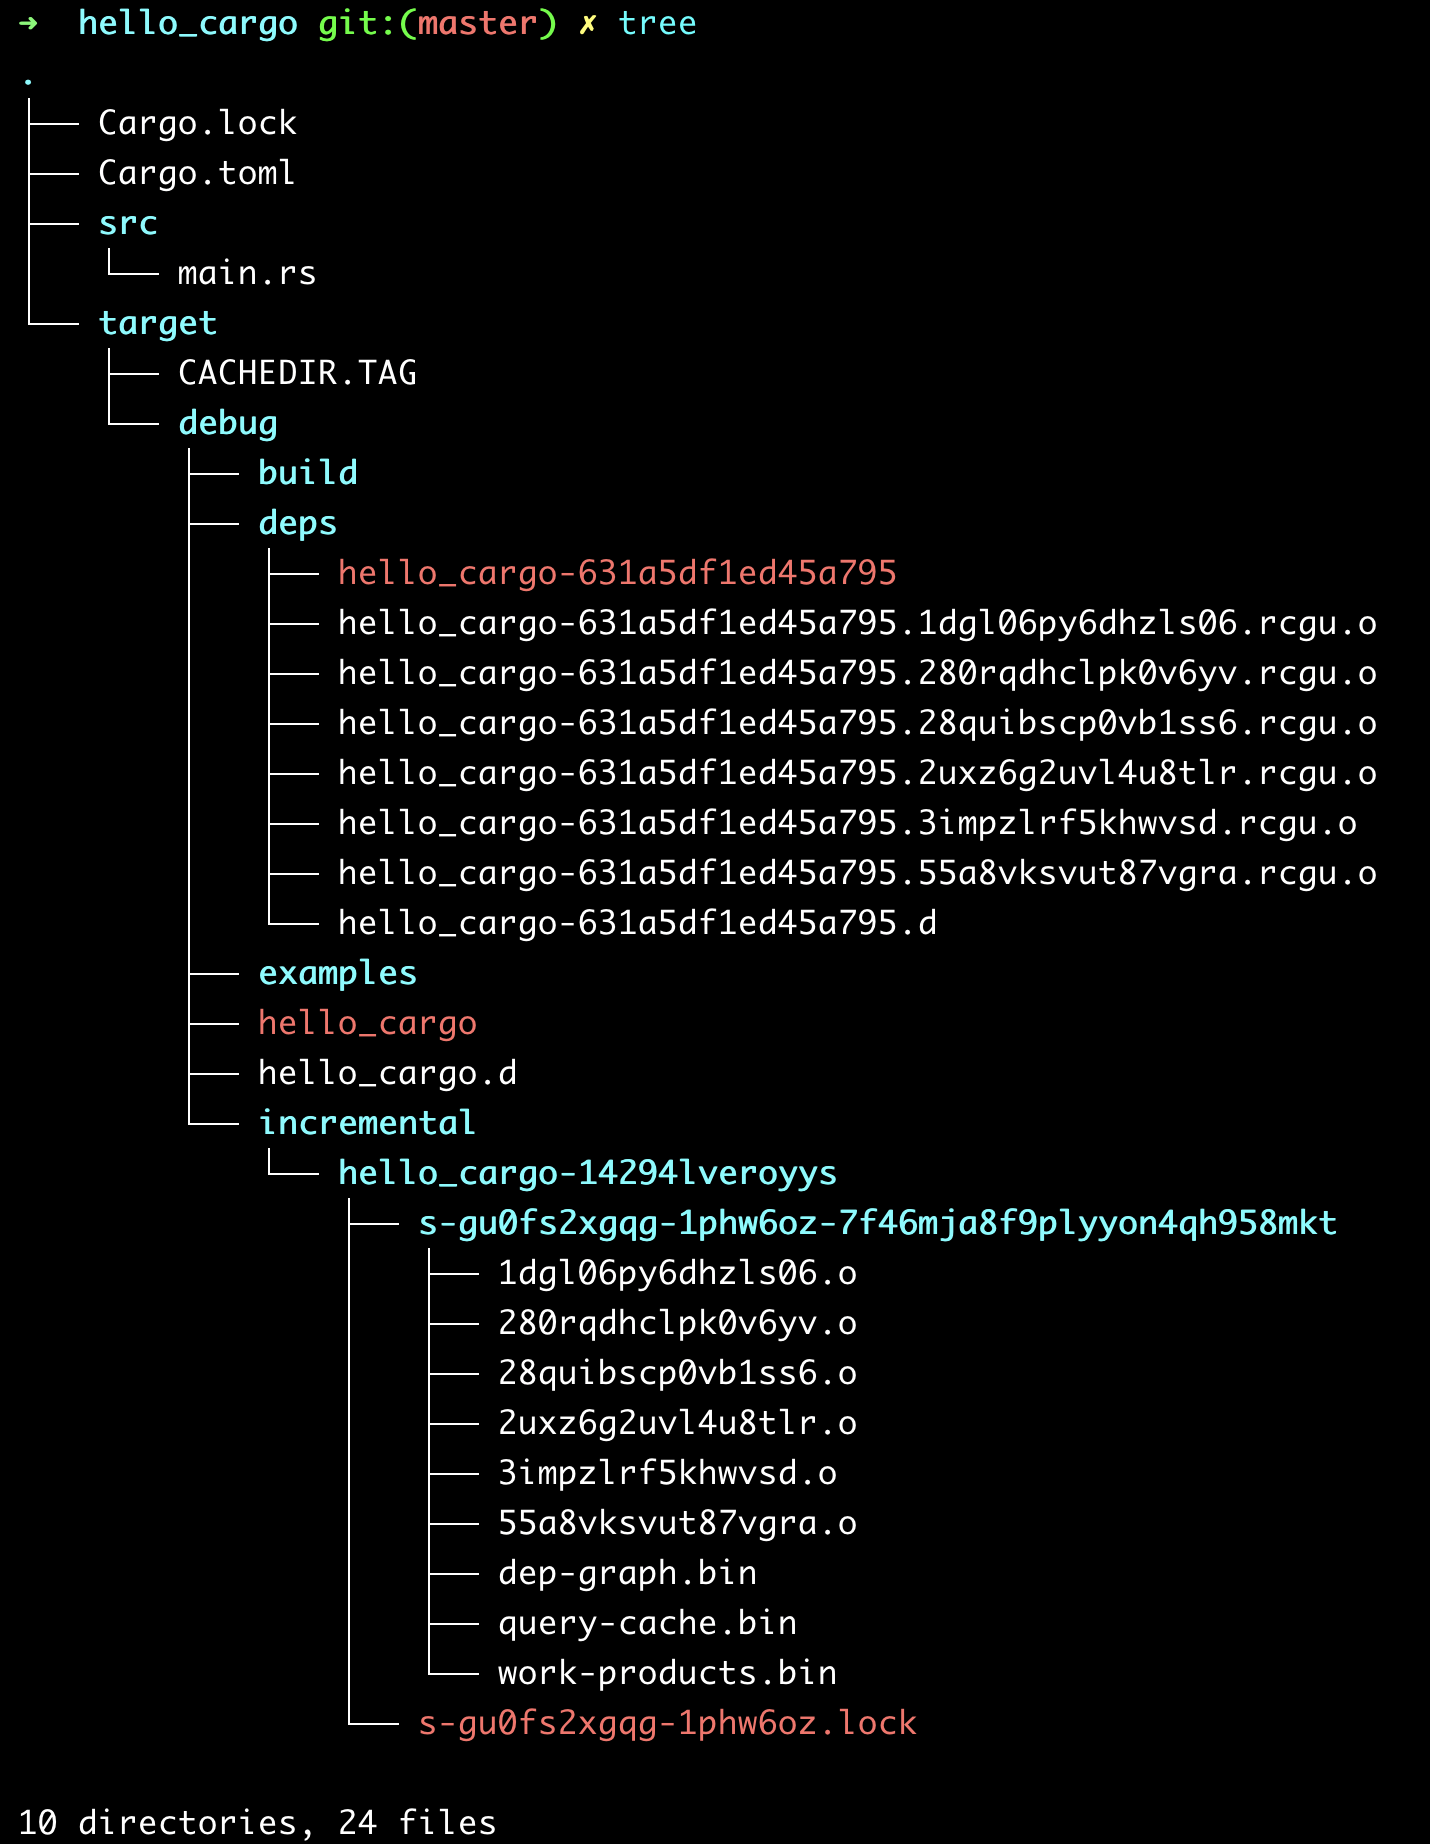 ➜  hello_cargo git:(master) ✗ tree
.
├── Cargo.lock
├── Cargo.toml
├── src
│   └── main.rs
└── target
    ├── CACHEDIR.TAG
    └── debug
        ├── build
        ├── deps
        │   ├── hello_cargo-631a5df1ed45a795
        │   ├── hello_cargo-631a5df1ed45a795.1dgl06py6dhzls06.rcgu.o
        │   ├── hello_cargo-631a5df1ed45a795.280rqdhclpk0v6yv.rcgu.o
        │   ├── hello_cargo-631a5df1ed45a795.28quibscp0vb1ss6.rcgu.o
        │   ├── hello_cargo-631a5df1ed45a795.2uxz6g2uvl4u8tlr.rcgu.o
        │   ├── hello_cargo-631a5df1ed45a795.3impzlrf5khwvsd.rcgu.o
        │   ├── hello_cargo-631a5df1ed45a795.55a8vksvut87vgra.rcgu.o
        │   └── hello_cargo-631a5df1ed45a795.d
        ├── examples
        ├── hello_cargo
        ├── hello_cargo.d
        └── incremental
            └── hello_cargo-14294lveroyys
                ├── s-gu0fs2xgqg-1phw6oz-7f46mja8f9plyyon4qh958mkt
                │   ├── 1dgl06py6dhzls06.o
                │   ├── 280rqdhclpk0v6yv.o
                │   ├── 28quibscp0vb1ss6.o
                │   ├── 2uxz6g2uvl4u8tlr.o
                │   ├── 3impzlrf5khwvsd.o
                │   ├── 55a8vksvut87vgra.o
                │   ├── dep-graph.bin
                │   ├── query-cache.bin
                │   └── work-products.bin
                └── s-gu0fs2xgqg-1phw6oz.lock
10 directories, 24 files